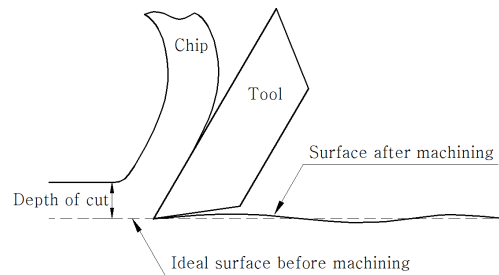 Chip
Tool
Surface after machining
Depth of cut
Ideal surface before machining